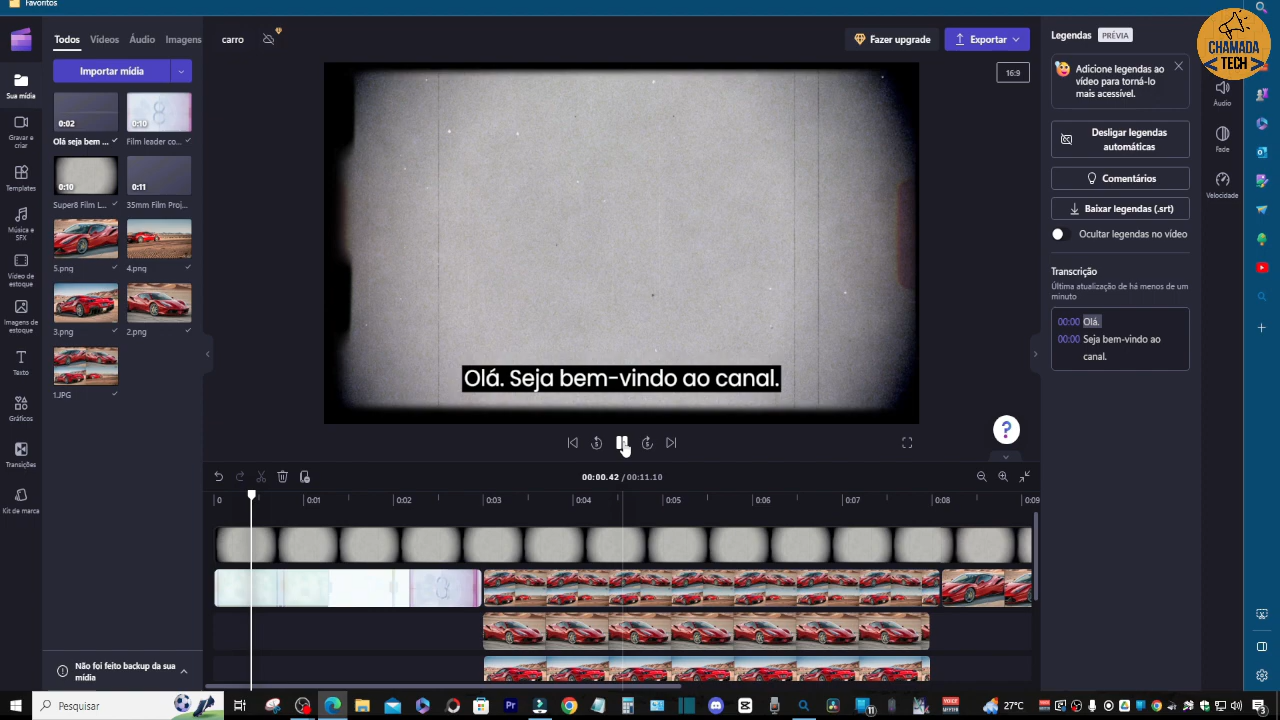 Favoritos
CHAMADA
TECH
Todos
Vídeos
Áudio
Imagens
carro
Fazer upgrade
Exportar
Legendas
PRÉVIA
Importar mídia
Sua mídia
Gravar e
criar
Templates
Música e
SFX
Vídeo de
estoque
Imagens de
estoque
Texto
Gráficos
Transições
Kit de marca
0:02
0:10
Olá seja bem ...
Film leader co...
0:10
0:11
Super8 Film L...
35mm Film Proj...
5.png
4.png
3.png
2.png
1.JPG
Não foi feito backup da sua
mídia
16:9
Olá. Seja bem-vindo ao canal.
00:00.42 / 00:11.10
0
0:01
0:02
0:03
0:04
0:05
0:06
0:07
0:08
0:09
Adicione legendas ao
vídeo para torná-lo
mais acessível.
Desligar legendas
automáticas
Comentários
Baixar legendas (.srt)
Ocultar legendas no vídeo
Transcrição
Última atualização de há menos de um
minuto
00:00 Olá.
00:00 Seja bem-vindo ao
canal.
Áudio
Fade
Velocidade
Pesquisar
27°C